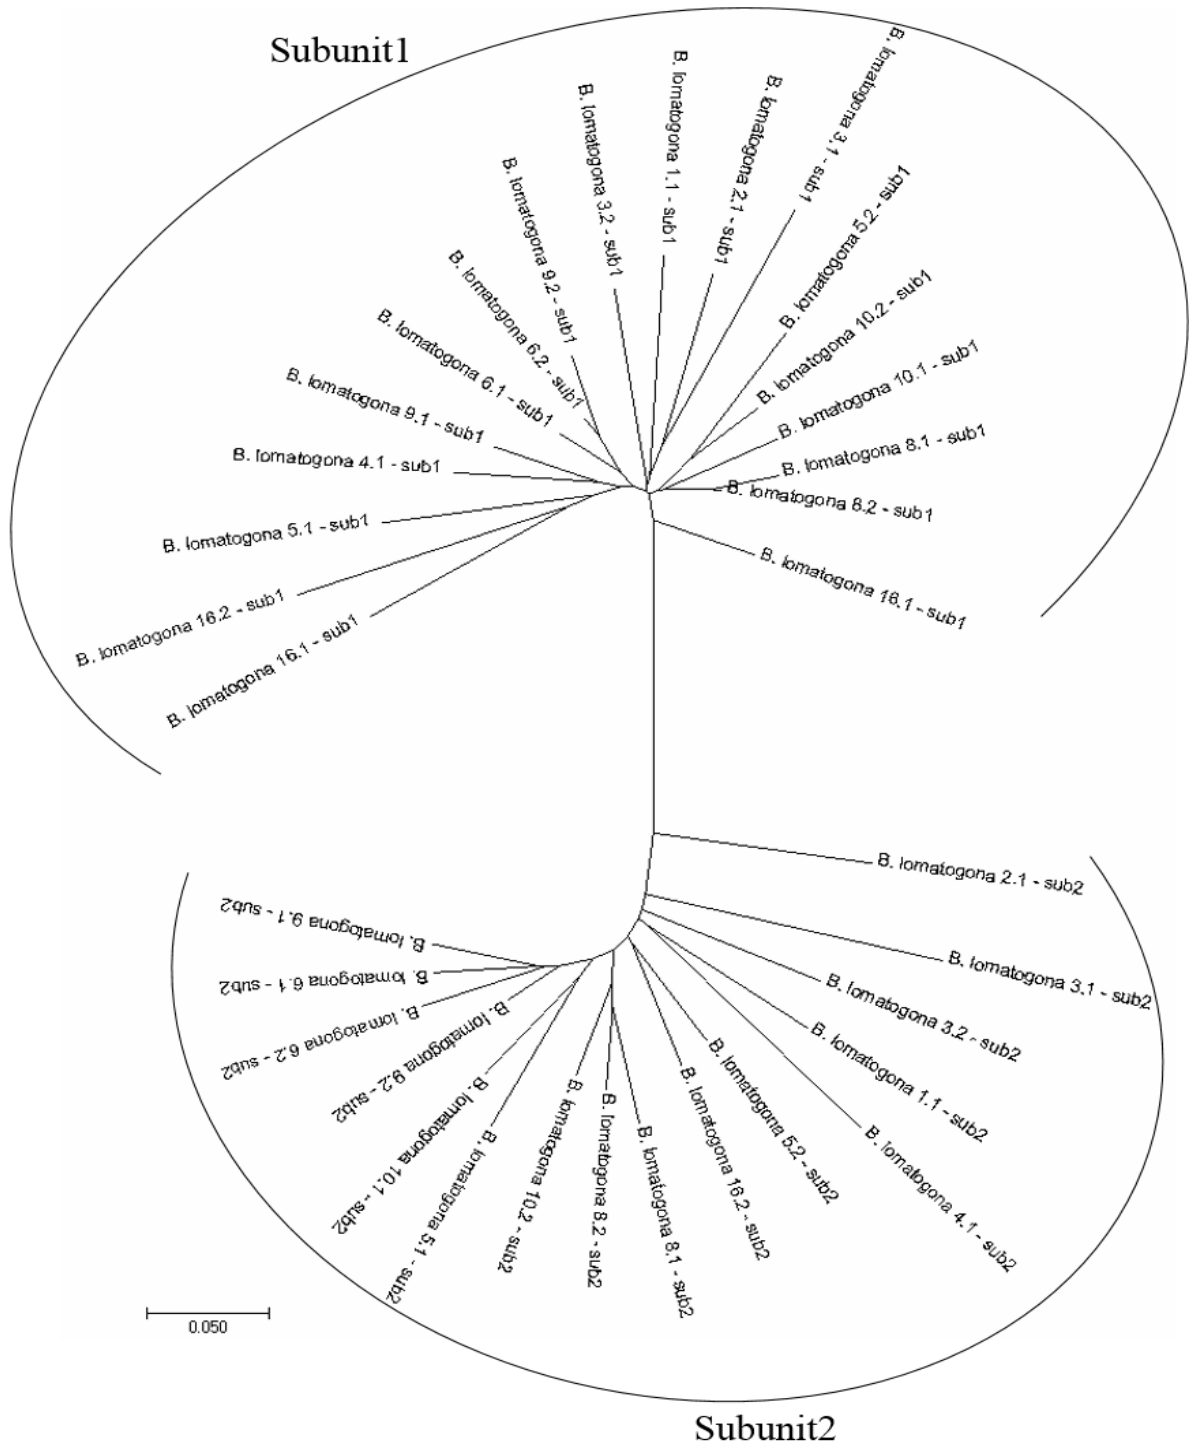 Subunit1
B. lomatogona 3.1 - sub1
B. lomatogona 1.1 - sub1
B. lomatogona 2.1 - sub1
B. lomatogona 3.2 - sub1
B. lomatogona 9.2 - sub1
B. lomatogona 5.2 - sub1
B. lomatogona 6.2 - sub1
B. lomatogona 10.2 - sub1
B. lomatogona 6.1 - sub1
B. lomatogona 10.1 - sub1
B. lomatogona 9.1 - sub1
B. lomatogona 8.1 - sub1
B. lomatogona 4.1 - sub1
B. lomatogona 8.2 - sub1
B. lomatogona 5.1 - sub1
B. lomatogona 16.1 - sub1
B. lomatogona 16.2 - sub1
B. lomatogona 16.1 - sub1
B. lomatogona 2.1 - sub2
B. lomatogona 9.1 - sub2
B. lomatogona 3.1 - sub2
B. lomatogona 6.1 - sub2
B. lomatogona 3.2 - sub2
B. lomatogona 6.2 - sub2
B. lomatogona 1.1 - sub2
B. lomatogona 9.2 - sub2
B. lomatogona 5.2 - sub2
B. lomatogona 16.2 - sub2
B. lomatogona 4.1 - sub2
B. lomatogona 10.1 - sub2
B. lomatogona 10.2 - sub2
B. lomatogona 8.2 - sub2
B. lomatogona 8.1 - sub2
B. lomatogona 5.1 - sub2
0.050
Subunit2